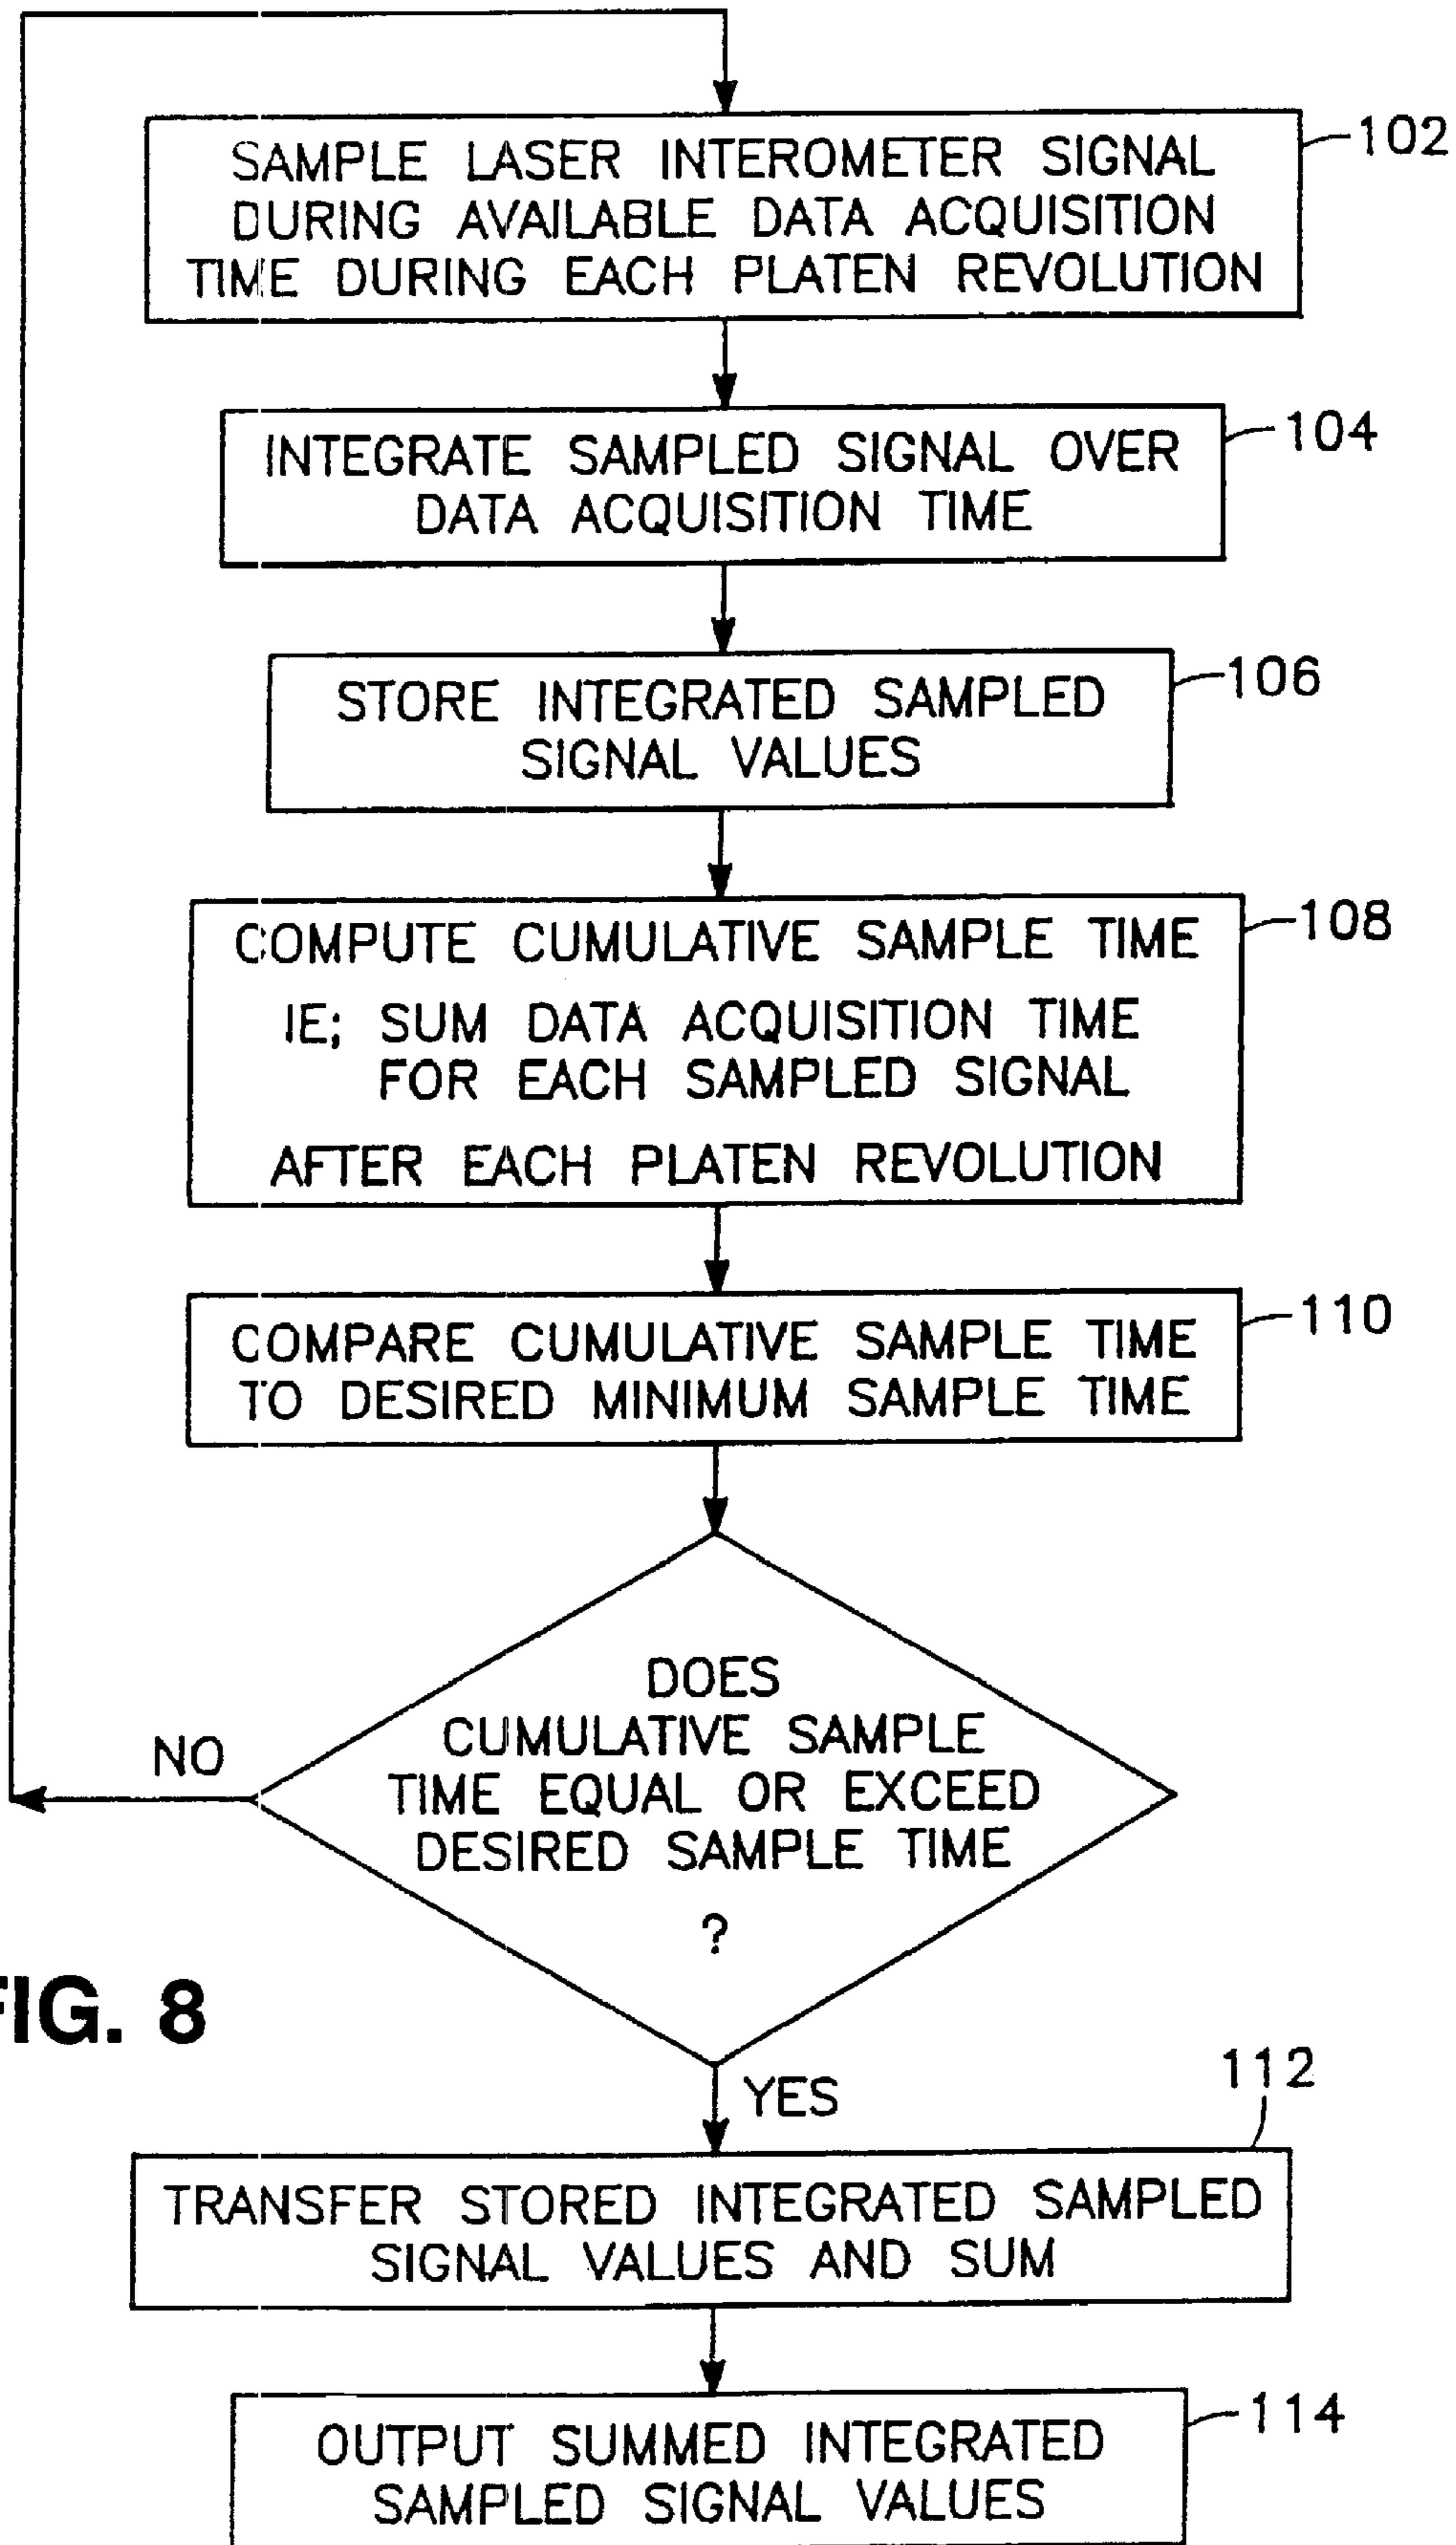 SAMPLE LASER INTEROMETER SIGNAL
DURING AVAILABLE DATA ACQUISITION
TIME DURING EACH PLATEN REVOLUTION
102
INTEGRATE SAMPLED SIGNAL OVER
DATA ACQUISITION TIME
104
STORE INTEGRATED SAMPLED
SIGNAL VALUES
106
COMPUTE CUMULATIVE SAMPLE TIME
IE; SUM DATA ACQUISITION TIME
FOR EACH SAMPLED SIGNAL
AFTER EACH PLATEN REVOLUTION
108
COMPARE CUMULATIVE SAMPLE TIME
TO DESIRED MINIMUM SAMPLE TIME
110
DOES
CUMULATIVE SAMPLE
TIME EQUAL OR EXCEED
DESIRED SAMPLE TIME
?
NO
FIG. 8
YES
112
TRANSFER STORED INTEGRATED SAMPLED
SIGNAL VALUES AND SUM
OUTPUT SUMMED INTEGRATED
SAMPLED SIGNAL VALUES
114